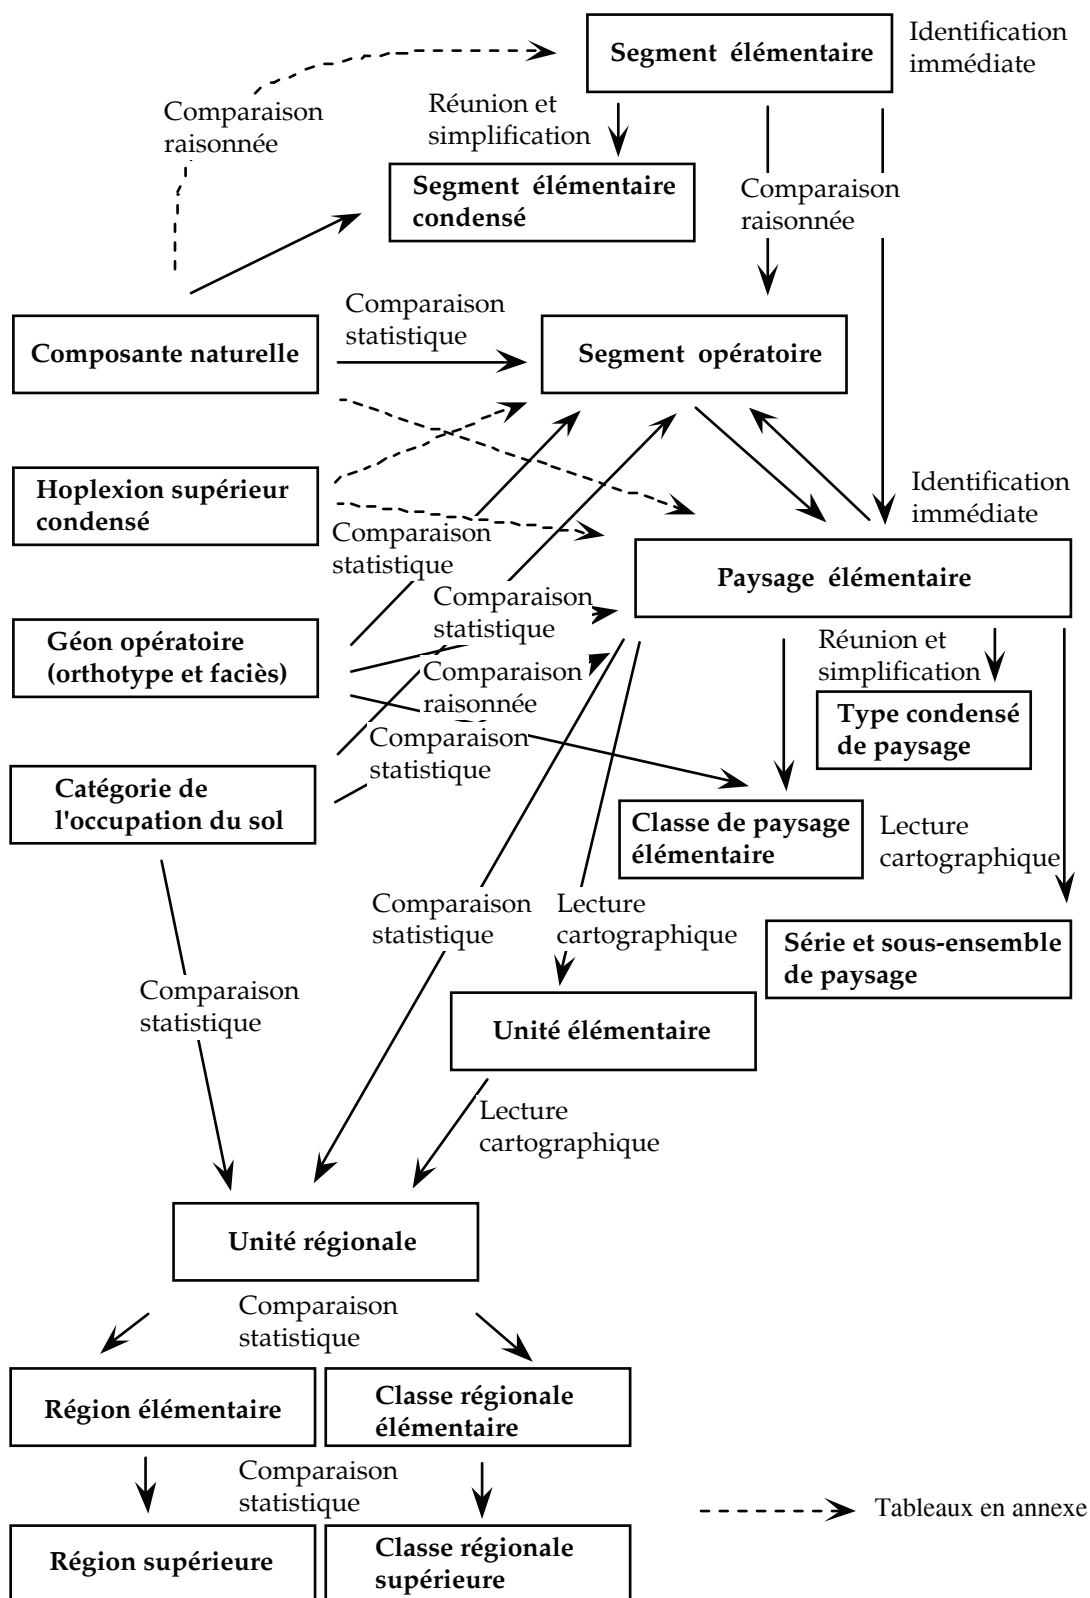 Segment élémentaire
Identification
immédiate
Comparaison
raisonnée
Réunion et
simplification
Segment élémentaire
condensé
Comparaison
raisonnée
Composante naturelle
Comparaison
statistique
Segment opératoire
Hoplexion supérieur
condensé
Identification
immédiate
Comparaison
statistique
Paysage élémentaire
Comparaison
statistique
Géon opératoire
(orthotype et faciès)
Réunion et
simplification
Comparaison
raisonnée
Type condensé
de paysage
Comparaison
statistique
Catégorie de
l'occupation du sol
Classe de paysage
élémentaire
Lecture
cartographique
Comparaison
statistique
Lecture
cartographique
Série et sous-ensemble
de paysage
Comparaison
statistique
Unité élémentaire
Lecture
cartographique
Unité régionale
Comparaison
statistique
Région élémentaire
Classe régionale
élémentaire
Comparaison
statistique
Tableaux en annexe
Région supérieure
Classe régionale
supérieure